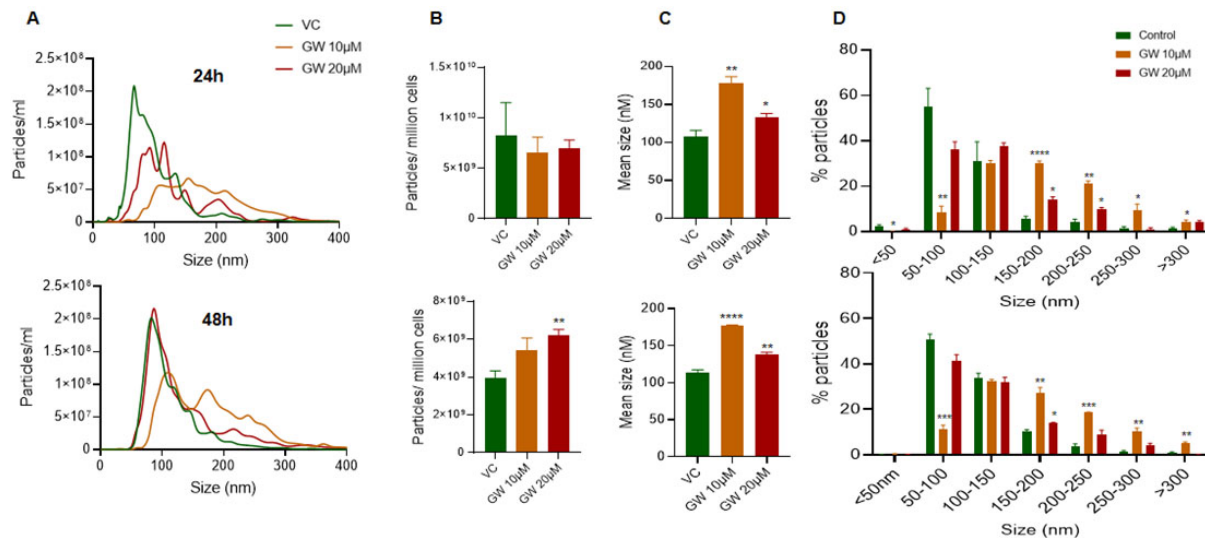 A
VC
GW 10µM
GW 20µM
24h
Particles/ml
2.5×10⁸
2×10⁸
1.5×10⁸
1×10⁸
5×10⁷
0
0 100 200 300 400
Size (nm)
48h
Particles/ml
2.5×10⁸
2×10⁸
1.5×10⁸
1×10⁸
5×10⁷
0
0 100 200 300 400
Size (nm)
B
Particles/ million cells
1.5×10¹⁰
1×10¹⁰
5×10⁹
0
VC GW 10µM GW 20µM
Particles/ million cells
8×10⁹
6×10⁹
4×10⁹
2×10⁹
0
**
VC GW 10µM GW 20µM
C
Mean size (nM)
200
150
100
50
0
** *
VC GW 10µM GW 20µM
Mean size (nM)
200
150
100
50
0
**** **
VC GW 10µM GW 20µM
D
Control
GW 10µM
GW 20µM
% particles
80
60
40
20
0
* ** **** * ** * * *
<50 50-100 100-150 150-200 200-250 250-300 >300
Size (nm)
% particles
80
60
40
20
0
*** ** * *** ** **
<50nm 50-100 100-150 150-200 200-250 250-300 >300
Size (nm)